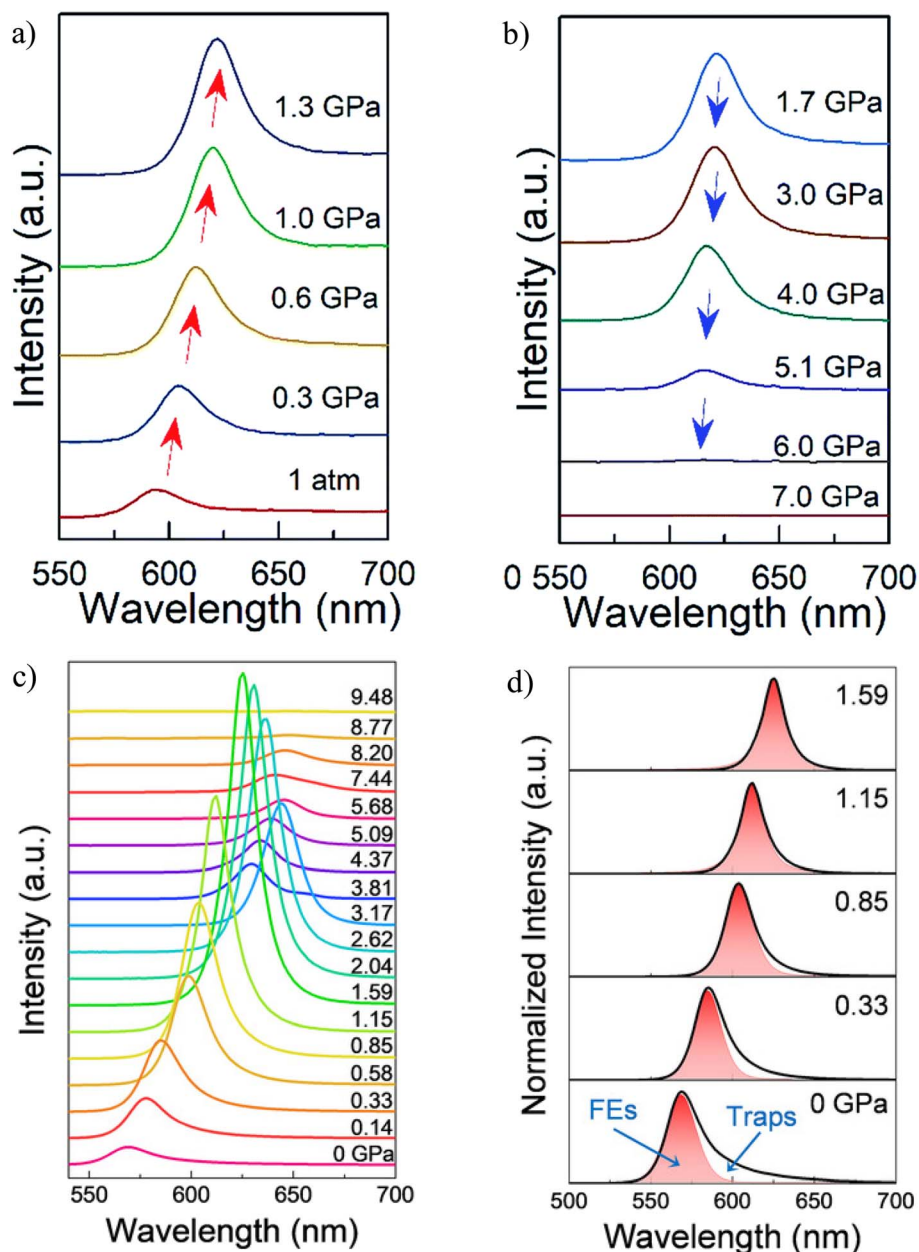 a)
Intensity (a.u.)
1.3 GPa
1.0 GPa
0.6 GPa
0.3 GPa
1 atm
550 600 650 700
Wavelength (nm)
b)
Intensity (a.u.)
1.7 GPa
3.0 GPa
4.0 GPa
5.1 GPa
6.0 GPa
7.0 GPa
0 550 600 650 700
Wavelength (nm)
c)
Intensity (a.u.)
9.48
8.77
8.20
7.44
5.68
5.09
4.37
3.81
3.17
2.62
2.04
1.59
1.15
0.85
0.58
0.33
0.14
0 GPa
550 600 650 700
Wavelength (nm)
d)
Normalized Intensity (a.u.)
1.59
1.15
0.85
0.33
0 GPa
FEs
Traps
500 550 600 650 700
Wavelength (nm)